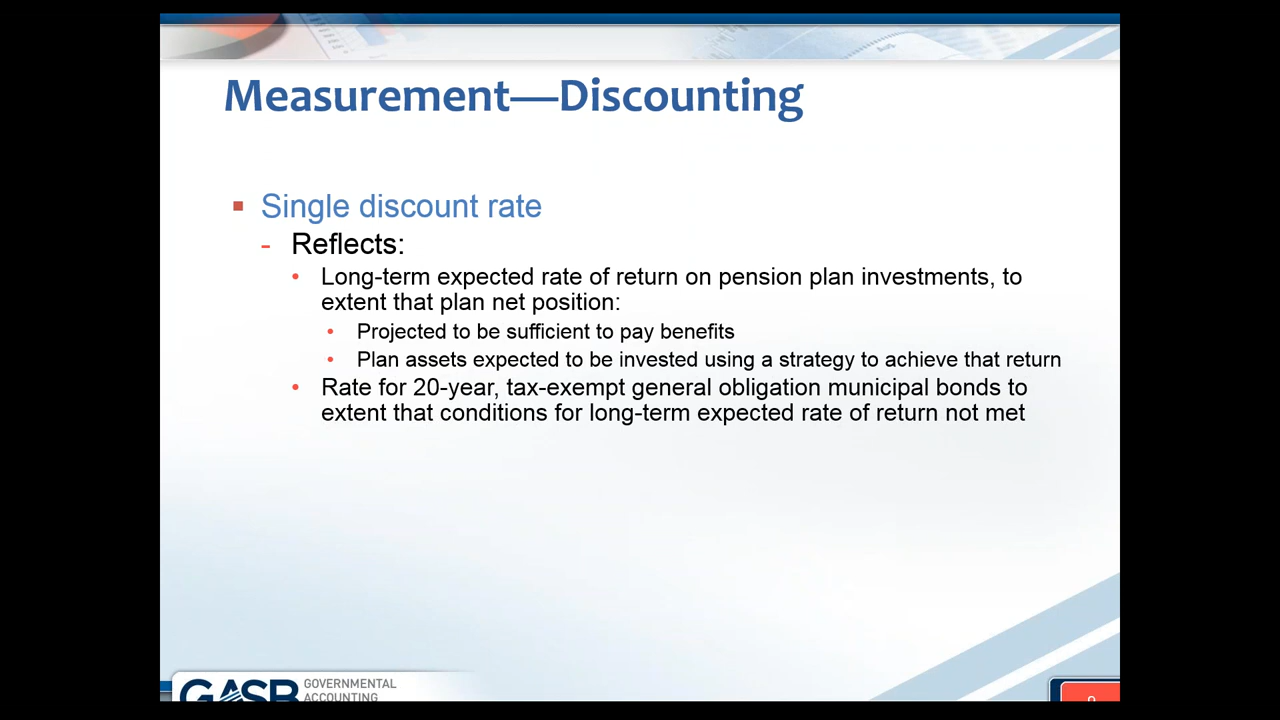 Measurement—Discounting
Single discount rate
- Reflects:
Long-term expected rate of return on pension plan investments, to
extent that plan net position:
Projected to be sufficient to pay benefits
Plan assets expected to be invested using a strategy to achieve that return
Rate for 20-year, tax-exempt general obligation municipal bonds to
extent that conditions for long-term expected rate of return not met
GASB GOVERNMENTAL
ACCOUNTING